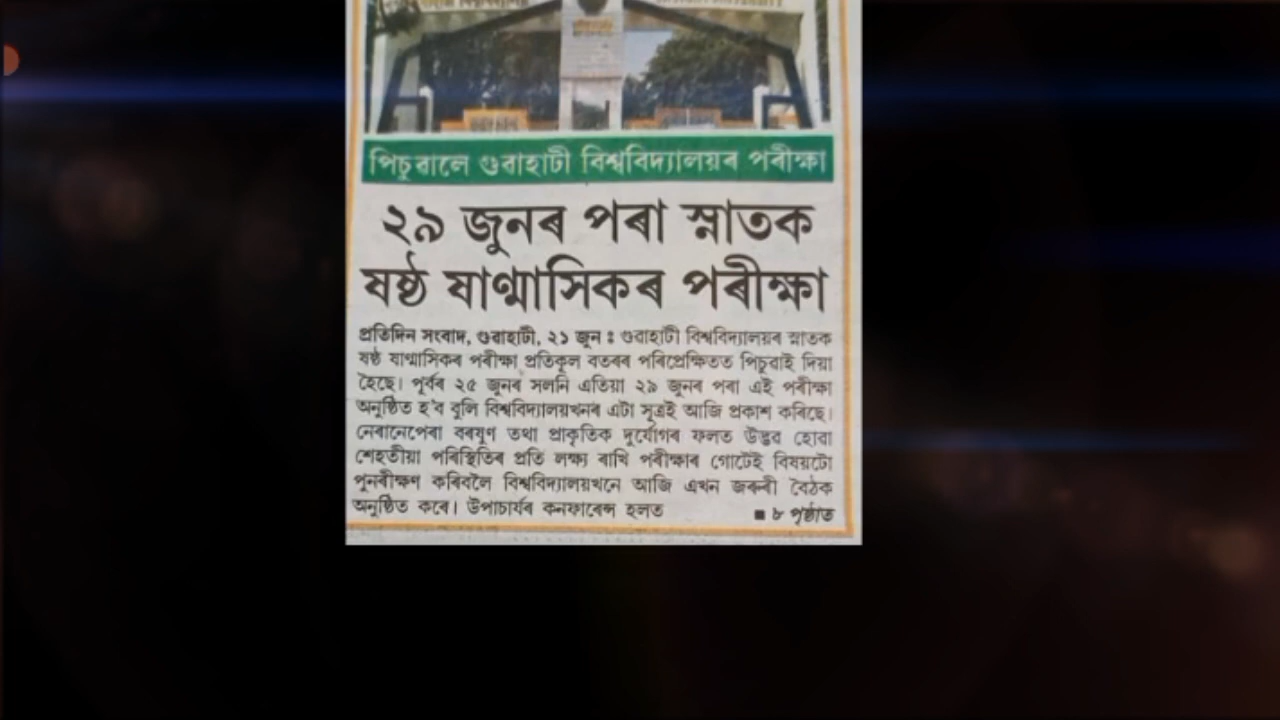 পিচুৱালে গুৱাহাটী বিশ্ববিদ্যালয়ৰ পৰীক্ষা
২৯ জুনৰ পৰা স্নাতক
ষষ্ঠ ষাণ্মাসিকৰ পৰীক্ষা
প্ৰতিদিন সংবাদ, গুৱাহাটী, ২১ জুন : গুৱাহাটী বিশ্ববিদ্যালয়ৰ স্নাতক
ষষ্ঠ ষাণ্মাসিকৰ পৰীক্ষা প্ৰতিকূল বতৰৰ পৰিপ্ৰেক্ষিতত পিচুৱাই দিয়া
হৈছে। পূৰ্বৰ ২৫ জুনৰ সলনি এতিয়া ২৯ জুনৰ পৰা এই পৰীক্ষা
অনুষ্ঠিত হ'ব বুলি বিশ্ববিদ্যালয়খনৰ এটা সূত্ৰই আজি প্ৰকাশ কৰিছে।
নেৰানেপেৰা বৰষুণ তথা প্ৰাকৃতিক দুৰ্যোগৰ ফলত উদ্ভৱ হোৱা
শেহতীয়া পৰিস্থিতিৰ প্ৰতি লক্ষ্য ৰাখি পৰীক্ষাৰ গোটেই বিষয়টো
পুনৰীক্ষণ কৰিবলৈ বিশ্ববিদ্যালয়খনে আজি এখন জৰুৰী বৈঠক
অনুষ্ঠিত কৰে। উপাচাৰ্যৰ কনফাৰেন্স হলত ■ ৮ পৃষ্ঠাত